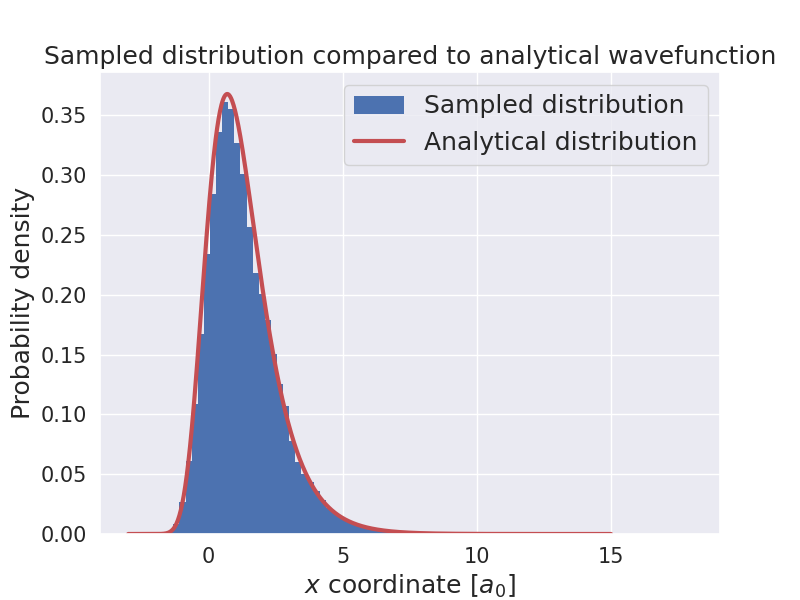 Sampled distribution compared to analytical wavefunction
Sampled distribution
Analytical distribution
Probability density
0.35
0.30
0.25
0.20
0.15
0.10
0.05
0.00
0 5 10 15
x coordinate [a₀]